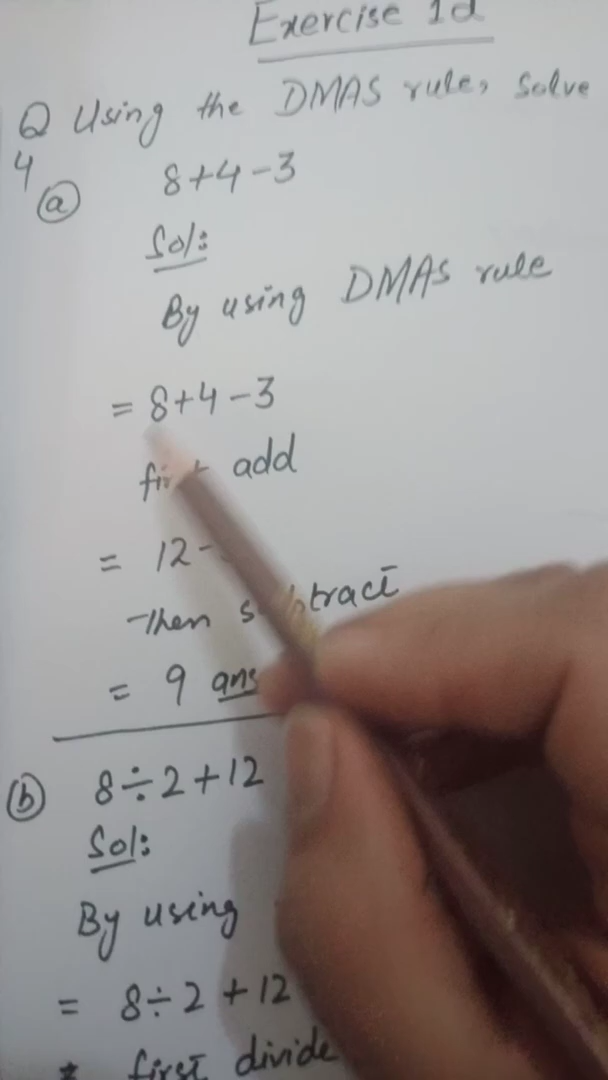 Exercise 1d
Q Using the DMAS rule, solve
4
(a) 8+4-3
Sol:
By using DMAS rule
= 8+4-3
add
= 12-
Then subtract
= 9 ans
(b) 8÷2+12
Sol:
By using
= 8÷2+12
* first divide